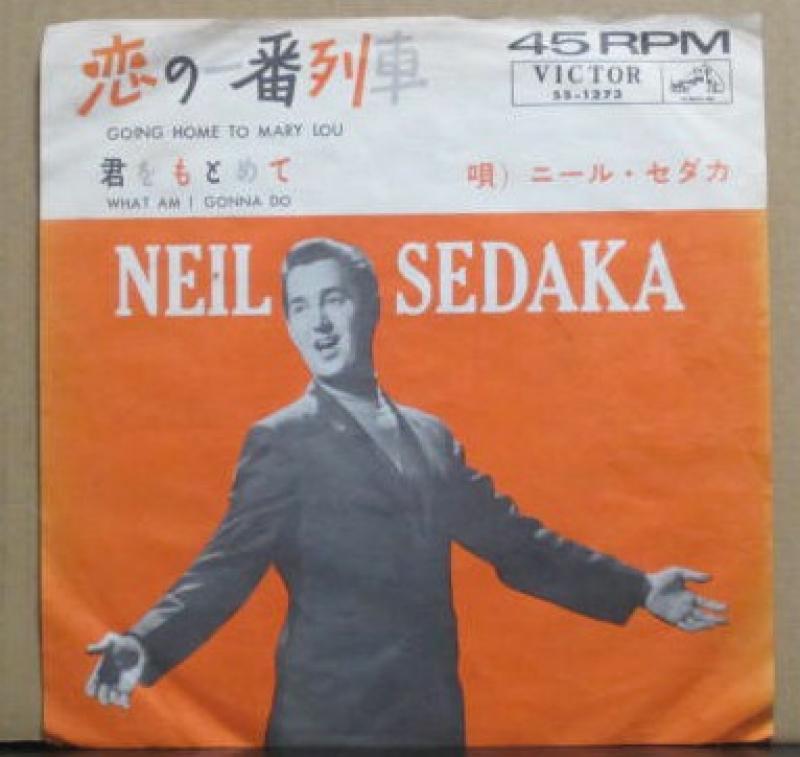 恋の一番列車
45 RPM
GOING HOME TO MARY LOU
VICTOR
SS-1273
君をもとめて
WHAT AM I GONNA DO
唄) ニール・セダカ
NEIL SEDAKA